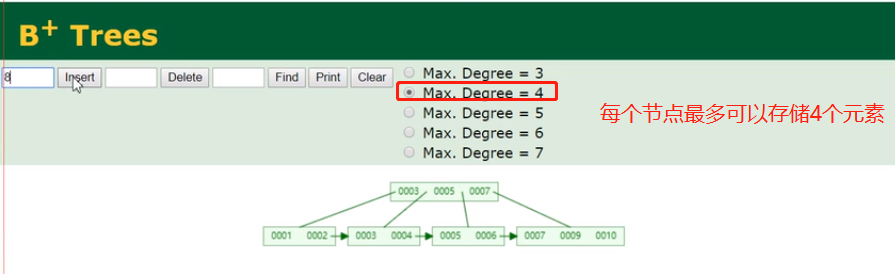 B+ Trees
8 Insert Delete Find Print Clear
Max. Degree = 3
Max. Degree = 4
Max. Degree = 5
Max. Degree = 6
Max. Degree = 7
每个节点最多可以存储4个元素
0003 0005 0007
0001 0002 0003 0004 0005 0006 0007 0009 0010